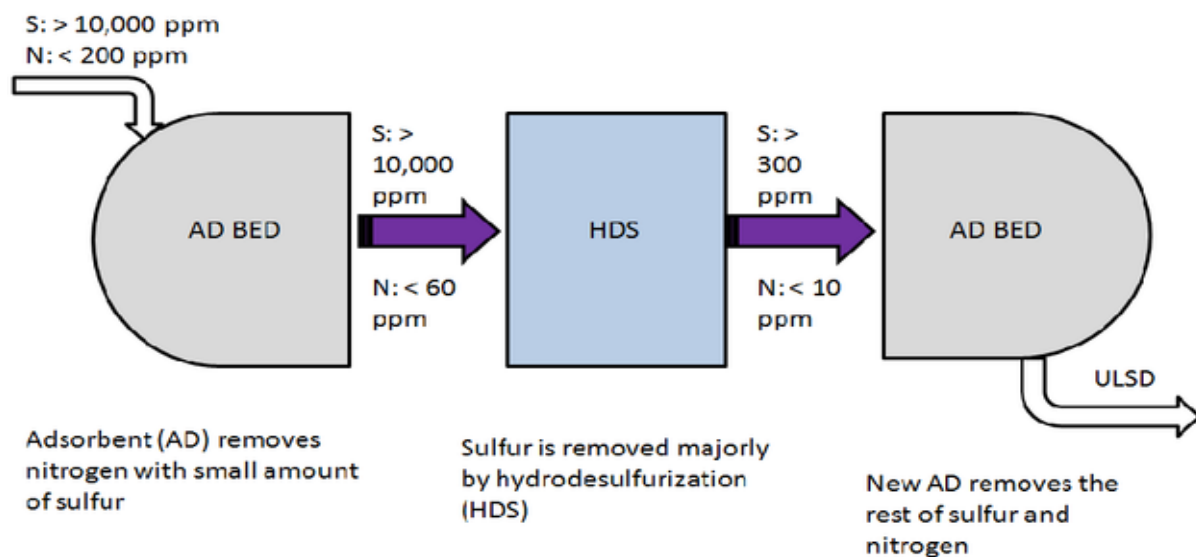 S: > 10,000 ppm
N: < 200 ppm
AD BED
S: >
10,000
ppm
N: < 60
ppm
HDS
S: >
300
ppm
N: < 10
ppm
AD BED
ULSD
Adsorbent (AD) removes
nitrogen with small amount
of sulfur
Sulfur is removed majorly
by hydrodesulfurization
(HDS)
New AD removes the
rest of sulfur and
nitrogen